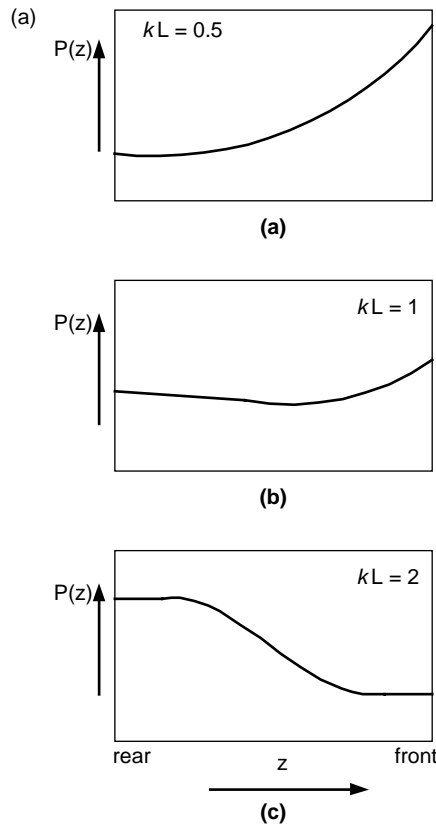 (a)
P(z)
kL = 0.5
(a)
P(z)
kL = 1
(b)
P(z)
kL = 2
rear z front
(c)